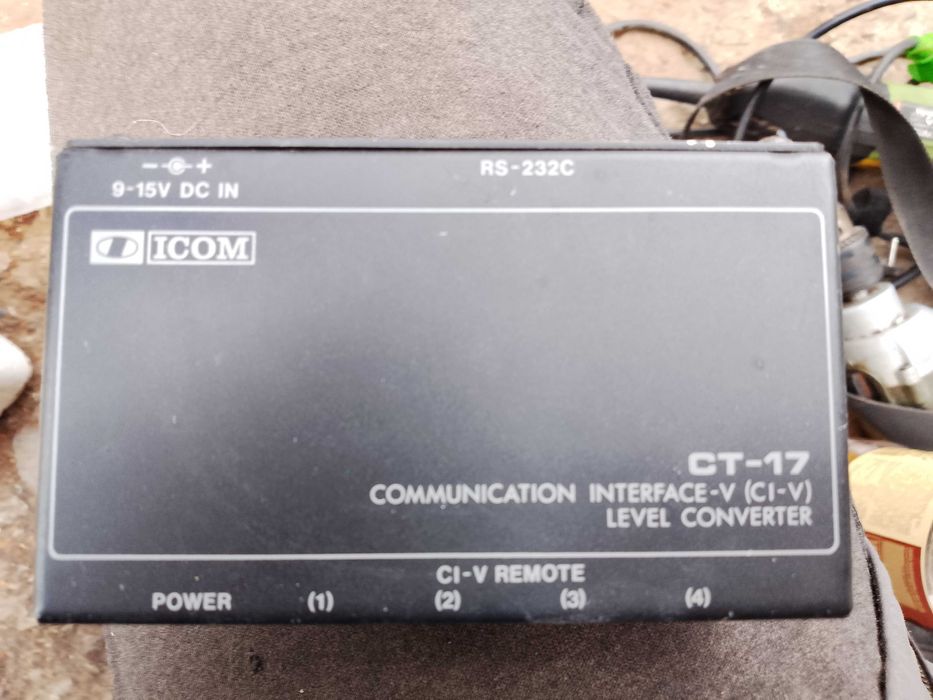 RS-232C
9-15V DC IN
ICOM
CT-17
COMMUNICATION INTERFACE-V (CI-V)
LEVEL CONVERTER
CI-V REMOTE
POWER (1) (2) (3) (4)